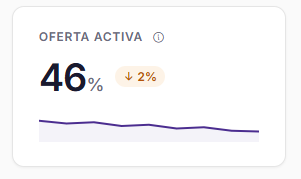 OFERTA ACTIVA
46%
↓ 2%